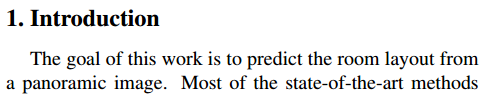 1. Introduction
The goal of this work is to predict the room layout from
a panoramic image. Most of the state-of-the-art methods